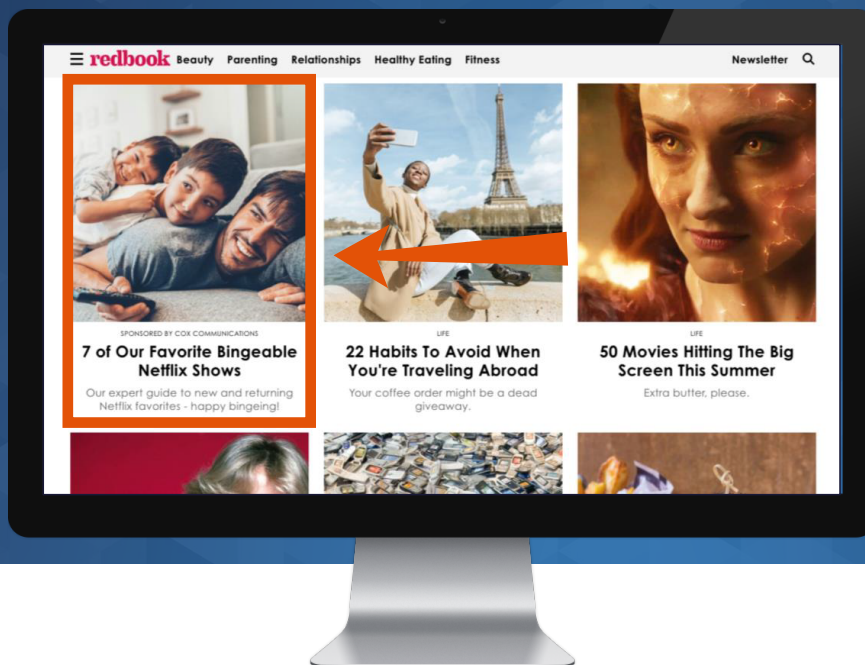 redbook Beauty Parenting Relationships Healthy Eating Fitness Newsletter
SPONSORED BY COX COMMUNICATIONS
7 of Our Favorite Bingeable
Netflix Shows
Our expert guide to new and returning
Netflix favorites - happy bingeing!
LIFE
22 Habits To Avoid When
You're Traveling Abroad
Your coffee order might be a dead
giveaway.
LIFE
50 Movies Hitting The Big
Screen This Summer
Extra butter, please.